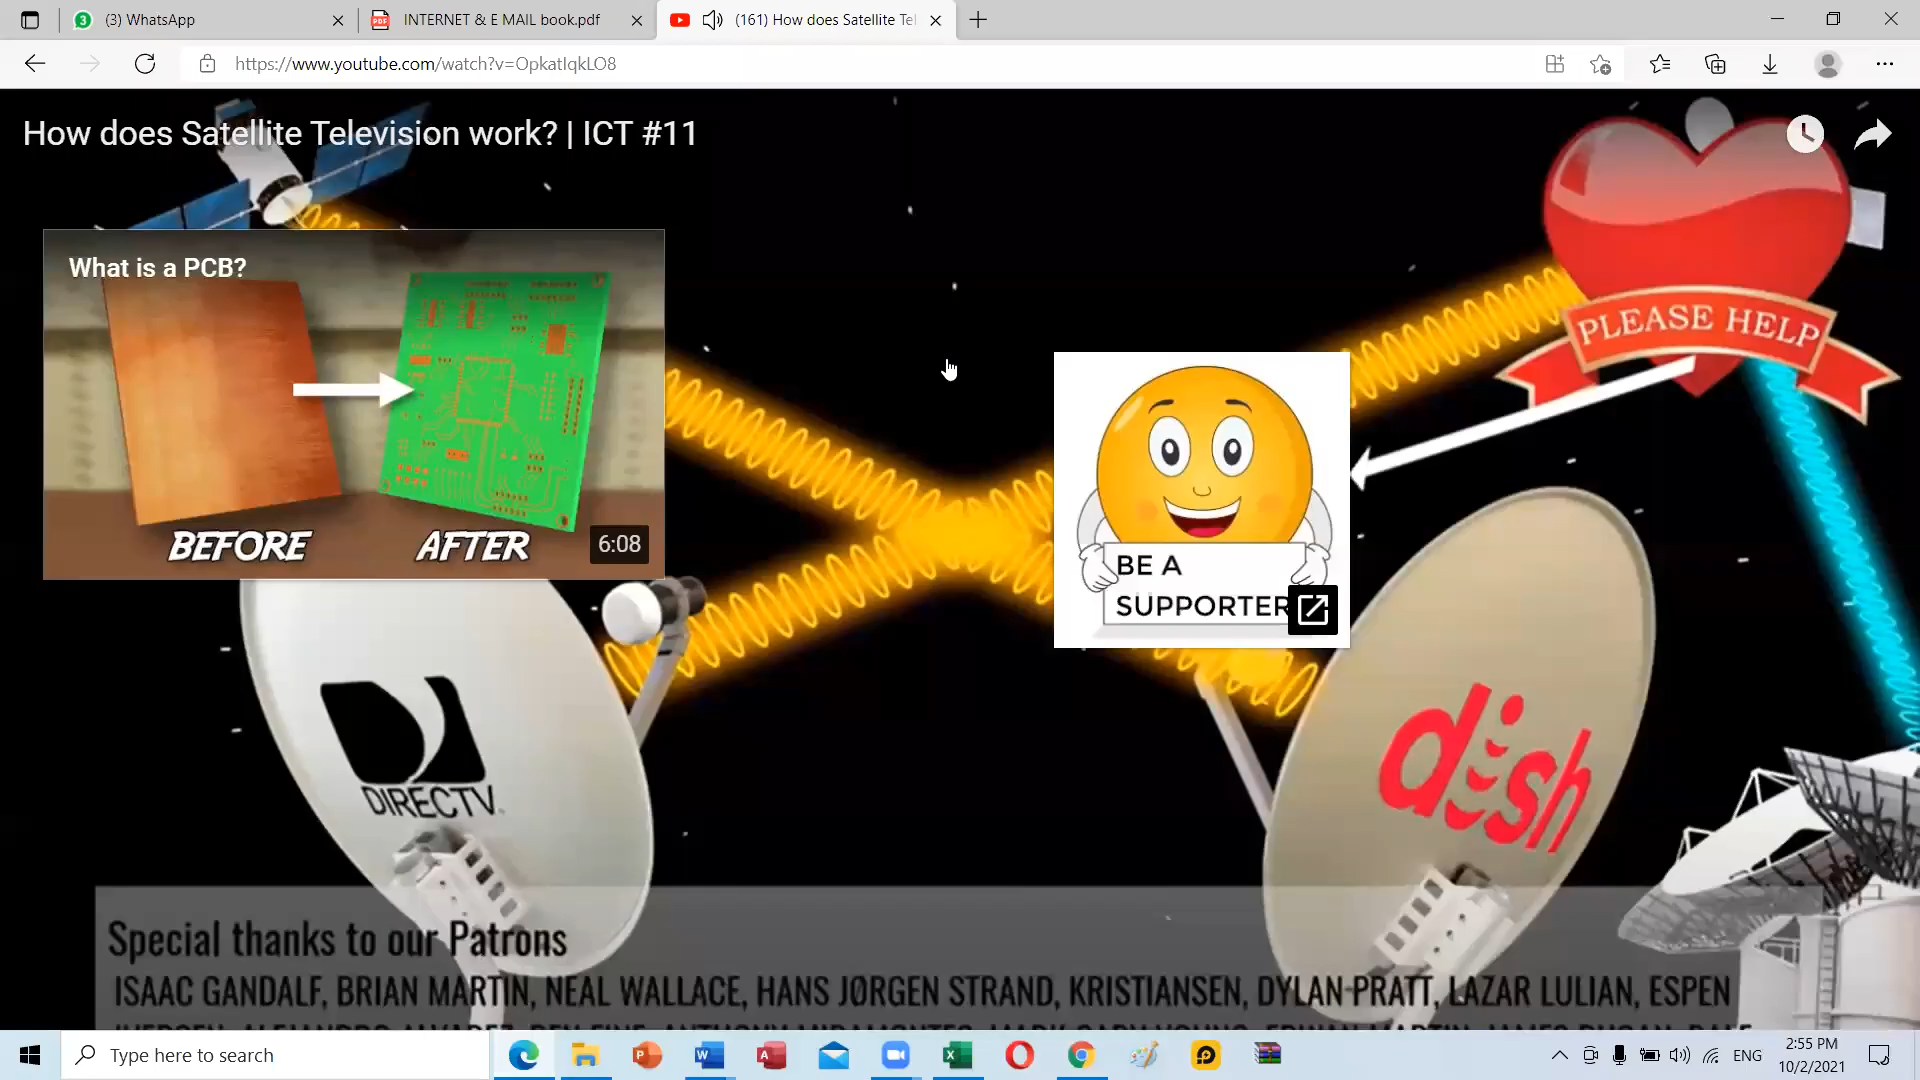 (3) WhatsApp
INTERNET & E MAIL book.pdf
(161) How does Satellite Tel
https://www.youtube.com/watch?v=OpkatIqkLO8
How does Satellite Television work? | ICT #11
What is a PCB?
BEFORE
AFTER
6:08
PLEASE HELP
BE A
SUPPORTER
DIRECTV
dish
Special thanks to our Patrons
ISAAC GANDALF, BRIAN MARTIN, NEAL WALLACE, HANS JØRGEN STRAND, KRISTIANSEN, DYLAN PRATT, LAZAR LULIAN, ESPEN
Type here to search
ENG
2:55 PM
10/2/2021